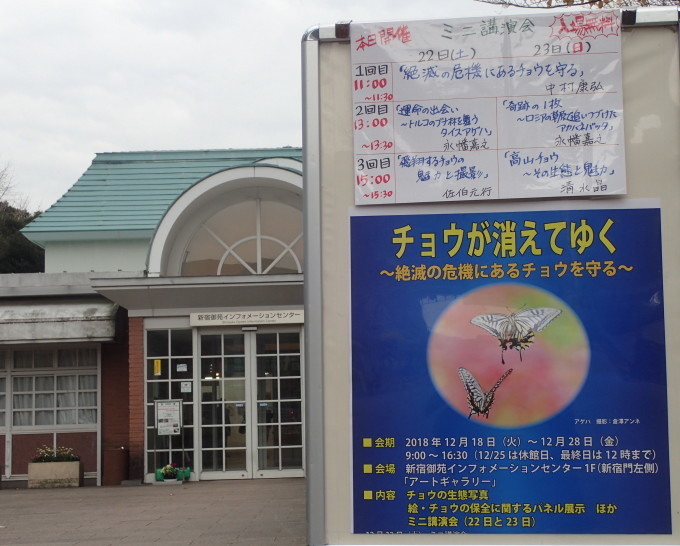 本日開催 ミニ講演会 入場無料
22日(土) 23日(日)
1回目 11:00 ～11:30
「絶滅の危機にあるチョウを守る」
中村康弘
2回目 13:00 ～13:30
「運命の出会い
～トルコのブナ林を舞う
タイスアゲハ」
永幡嘉之
「奇跡の1枚
～ロシアの草原で追いつづけた
アカハネバッタ」
永幡嘉之
3回目 15:00 ～15:30
「飛翔するチョウの
魅力と撮影」
佐伯元行
「高山チョウ
～その生態と魅力」
清水晶
チョウが消えてゆく
～絶滅の危機にあるチョウを守る～
アゲハ 撮影：倉澤アンネ
■会期 2018年12月18日（火）～12月28日（金）
9:00～16:30（12/25は休館日、最終日は12時まで）
■会場 新宿御苑インフォメーションセンター1F（新宿門左側）
「アートギャラリー」
■内容 チョウの生態写真
絵・チョウの保全に関するパネル展示 ほか
ミニ講演会（22日と23日）
新宿御苑インフォメーションセンター